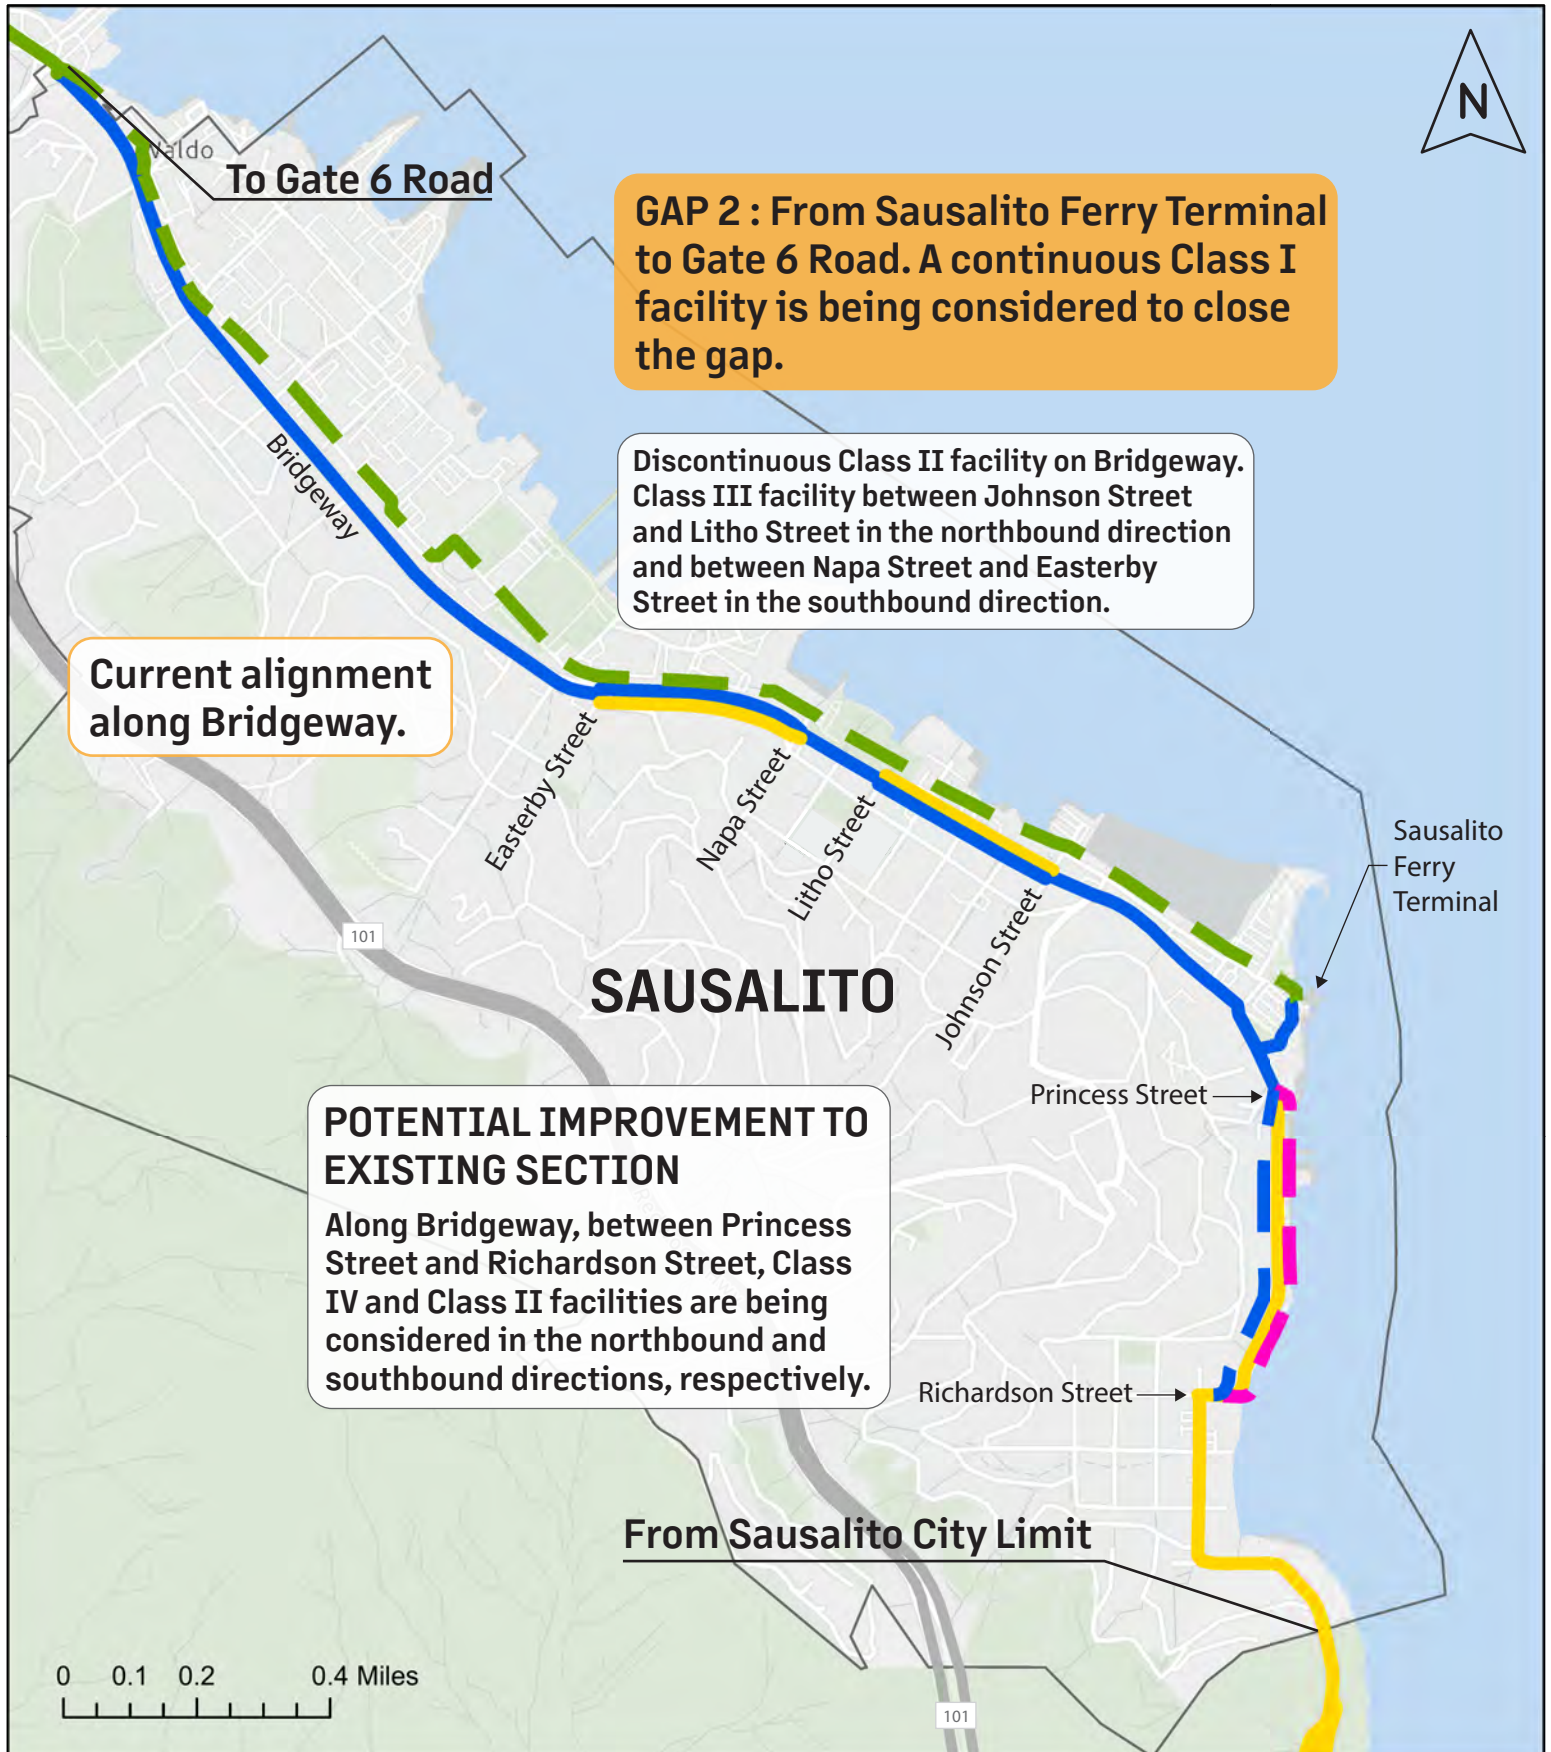 N
Valdo
To Gate 6 Road
GAP 2 : From Sausalito Ferry Terminal
to Gate 6 Road. A continuous Class I
facility is being considered to close
the gap.
Bridgeway
Discontinuous Class II facility on Bridgeway.
Class III facility between Johnson Street
and Litho Street in the northbound direction
and between Napa Street and Easterby
Street in the southbound direction.
Current alignment
along Bridgeway.
Easterby Street
Napa Street
Litho Street
Johnson Street
Sausalito
Ferry
Terminal
101
SAUSALITO
Princess Street
POTENTIAL IMPROVEMENT TO
EXISTING SECTION
Along Bridgeway, between Princess
Street and Richardson Street, Class
IV and Class II facilities are being
considered in the northbound and
southbound directions, respectively.
Richardson Street
From Sausalito City Limit
0 0.1 0.2 0.4 Miles
101